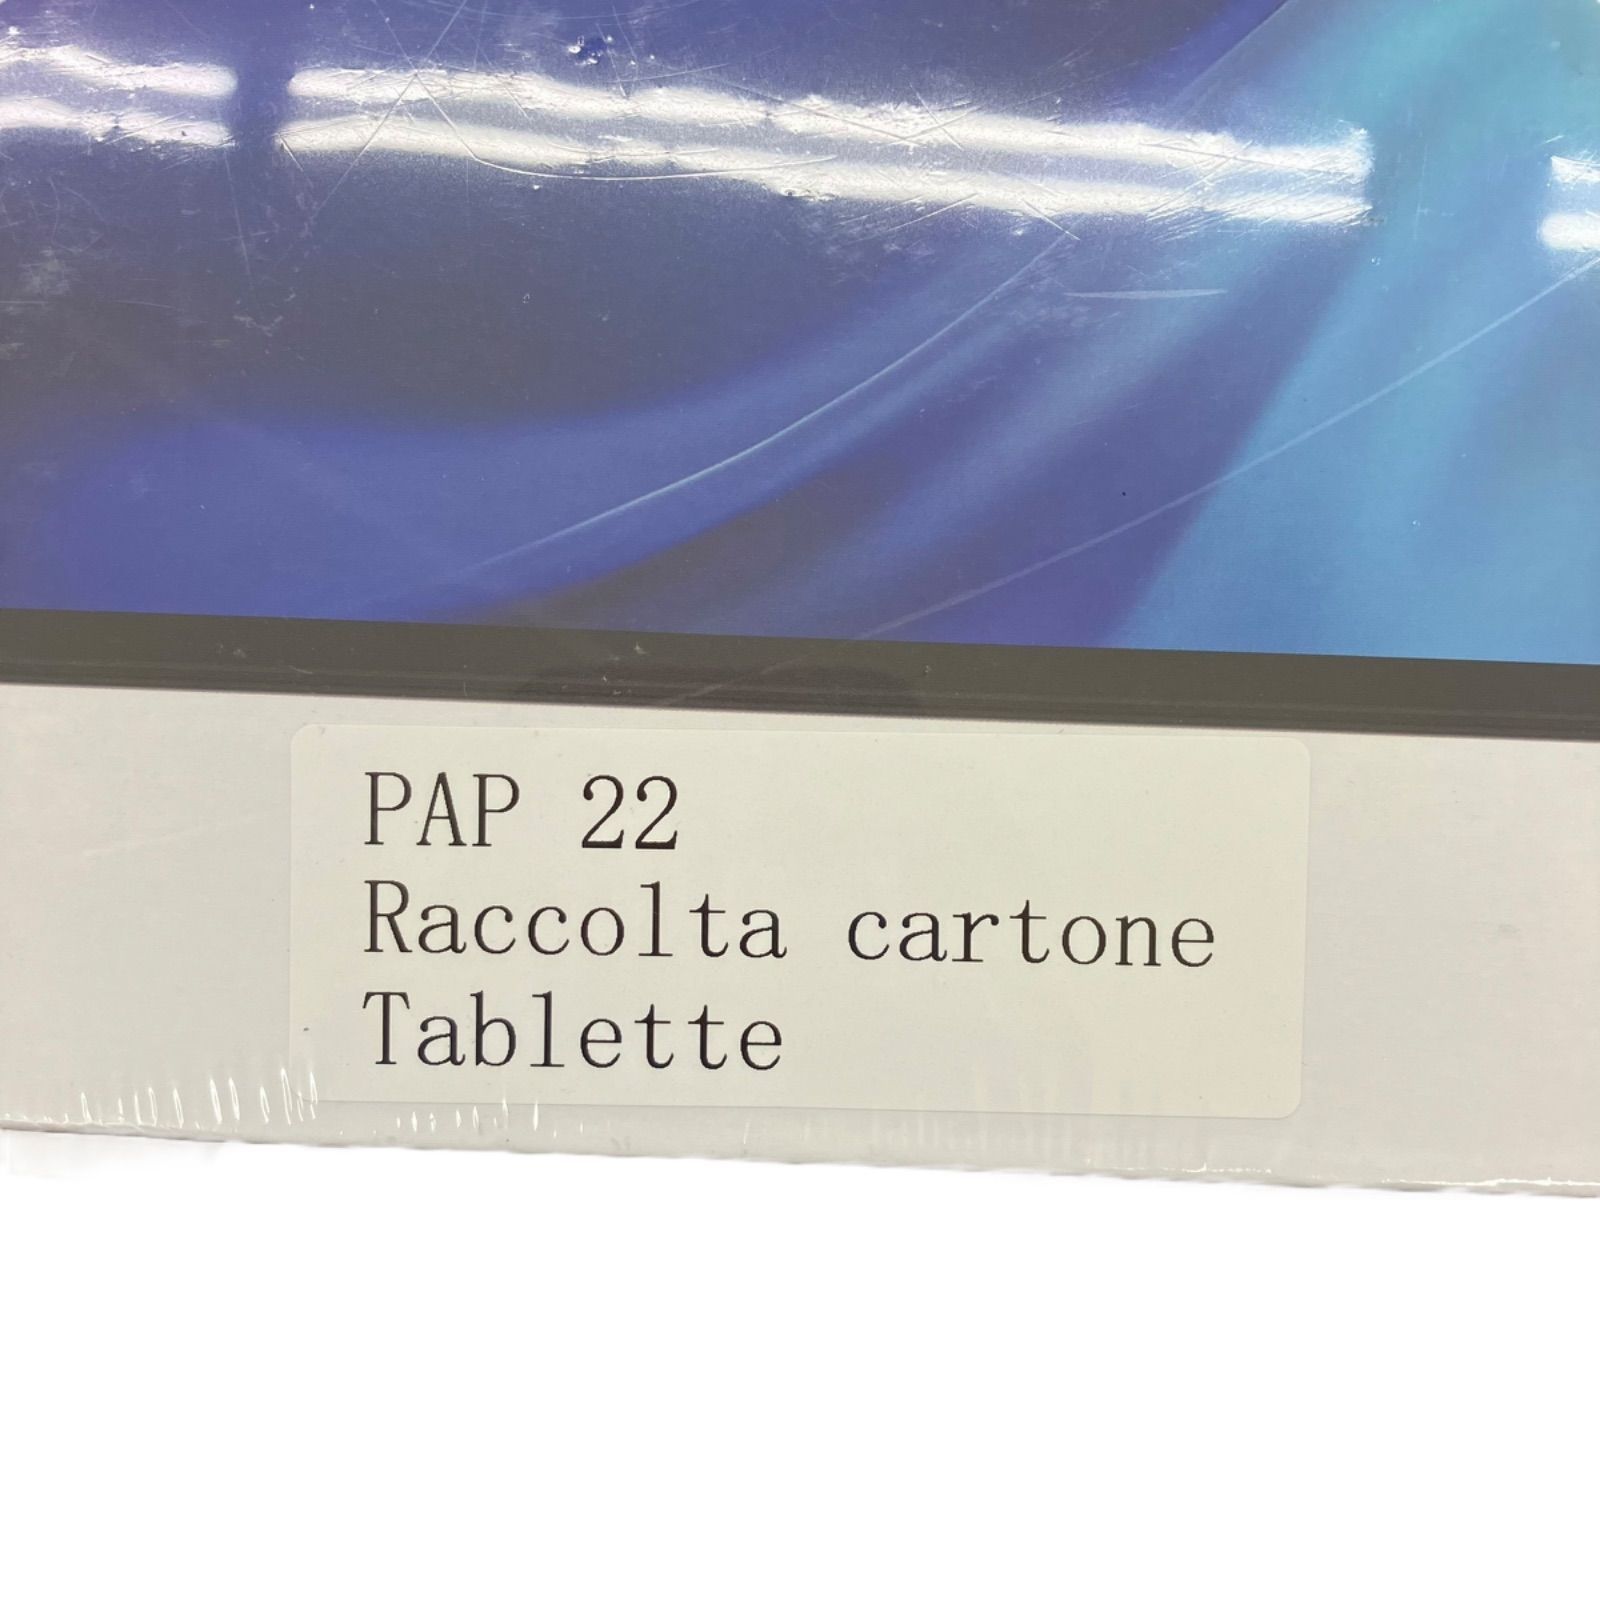 PAP 22
Raccolta cartone
Tablette